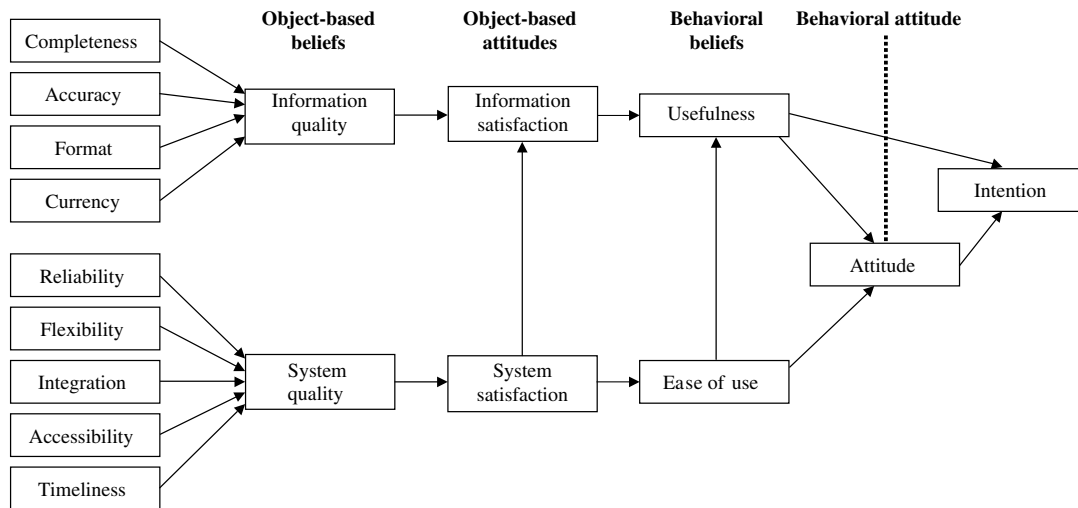 Object-based
beliefs
Object-based
attitudes
Behavioral
beliefs
Behavioral attitude
Completeness
Accuracy
Format
Currency
Information
quality
Information
satisfaction
Usefulness
Intention
Attitude
Reliability
Flexibility
Integration
Accessibility
Timeliness
System
quality
System
satisfaction
Ease of use